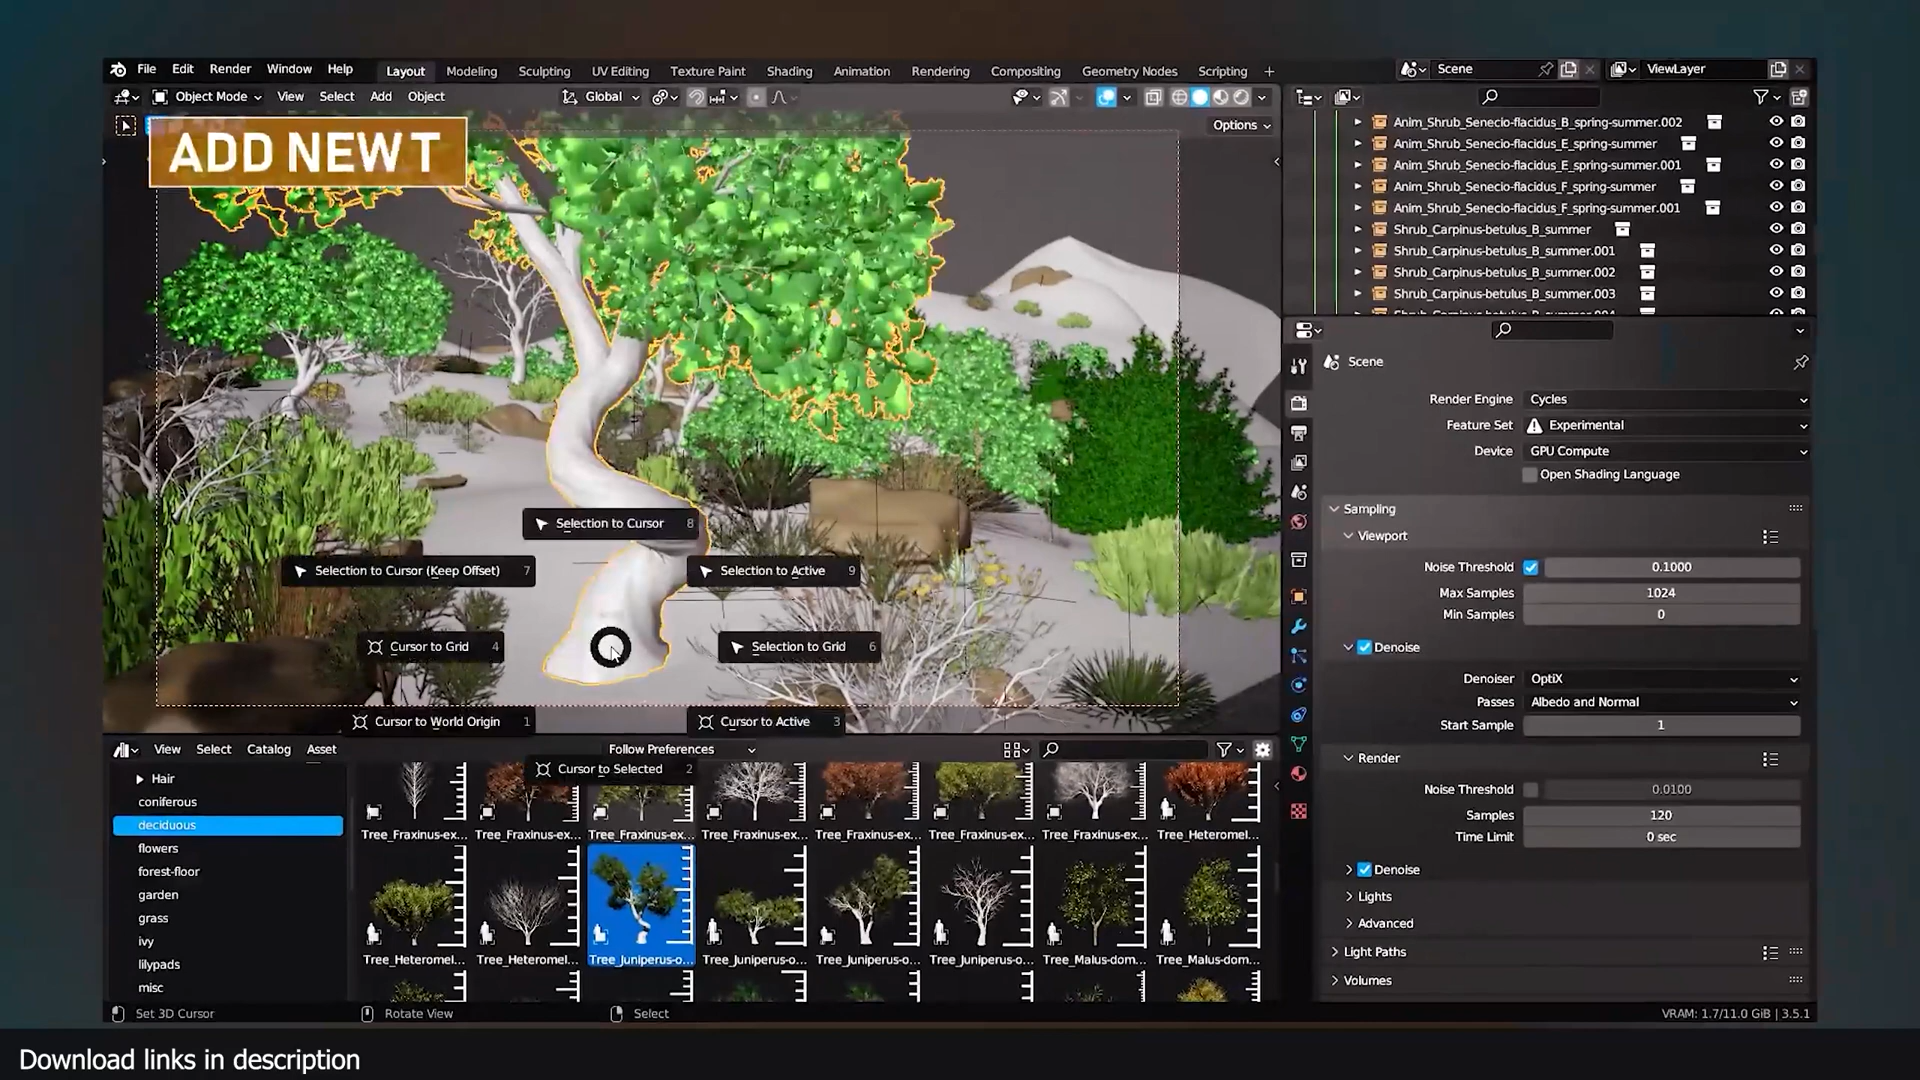 File Edit Render Window Help Layout Modeling Sculpting UV Editing Texture Paint Shading Animation Rendering Compositing Geometry Nodes Scripting + Scene ViewLayer
Object Mode View Select Add Object Global
Options
ADD NEW T
Selection to Cursor 8
Selection to Cursor (Keep Offset) 7
Selection to Active 9
Cursor to Grid 4
Selection to Grid 6
Cursor to World Origin 1
Cursor to Active 3
Cursor to Selected 2
Anim_Shrub_Senecio-flacidus_B_spring-summer.002
Anim_Shrub_Senecio-flacidus_E_spring-summer
Anim_Shrub_Senecio-flacidus_E_spring-summer.001
Anim_Shrub_Senecio-flacidus_F_spring-summer
Anim_Shrub_Senecio-flacidus_F_spring-summer.001
Shrub_Carpinus-betulus_B_summer
Shrub_Carpinus-betulus_B_summer.001
Shrub_Carpinus-betulus_B_summer.002
Shrub_Carpinus-betulus_B_summer.003
Scene
Render Engine Cycles
Feature Set Experimental
Device GPU Compute
Open Shading Language
Sampling
Viewport
Noise Threshold 0.1000
Max Samples 1024
Min Samples 0
Denoise
Denoiser OptiX
Passes Albedo and Normal
Start Sample 1
Render
Noise Threshold 0.0100
Samples 120
Time Limit 0 sec
Denoise
Lights
Advanced
Light Paths
Volumes
View Select Catalog Asset Follow Preferences
Hair
coniferous
deciduous
flowers
forest-floor
garden
grass
ivy
lilypads
misc
Tree_Fraxinus-ex... Tree_Fraxinus-ex... Tree_Fraxinus-ex... Tree_Fraxinus-ex... Tree_Fraxinus-ex... Tree_Fraxinus-ex... Tree_Fraxinus-ex... Tree_Heteromel...
Tree_Heteromel... Tree_Heteromel... Tree_Juniperus-o... Tree_Juniperus-o... Tree_Juniperus-o... Tree_Juniperus-o... Tree_Malus-dom... Tree_Malus-dom...
Set 3D Cursor Rotate View Select VRAM: 1.7/11.0 GiB | 3.5.1
Download links in description